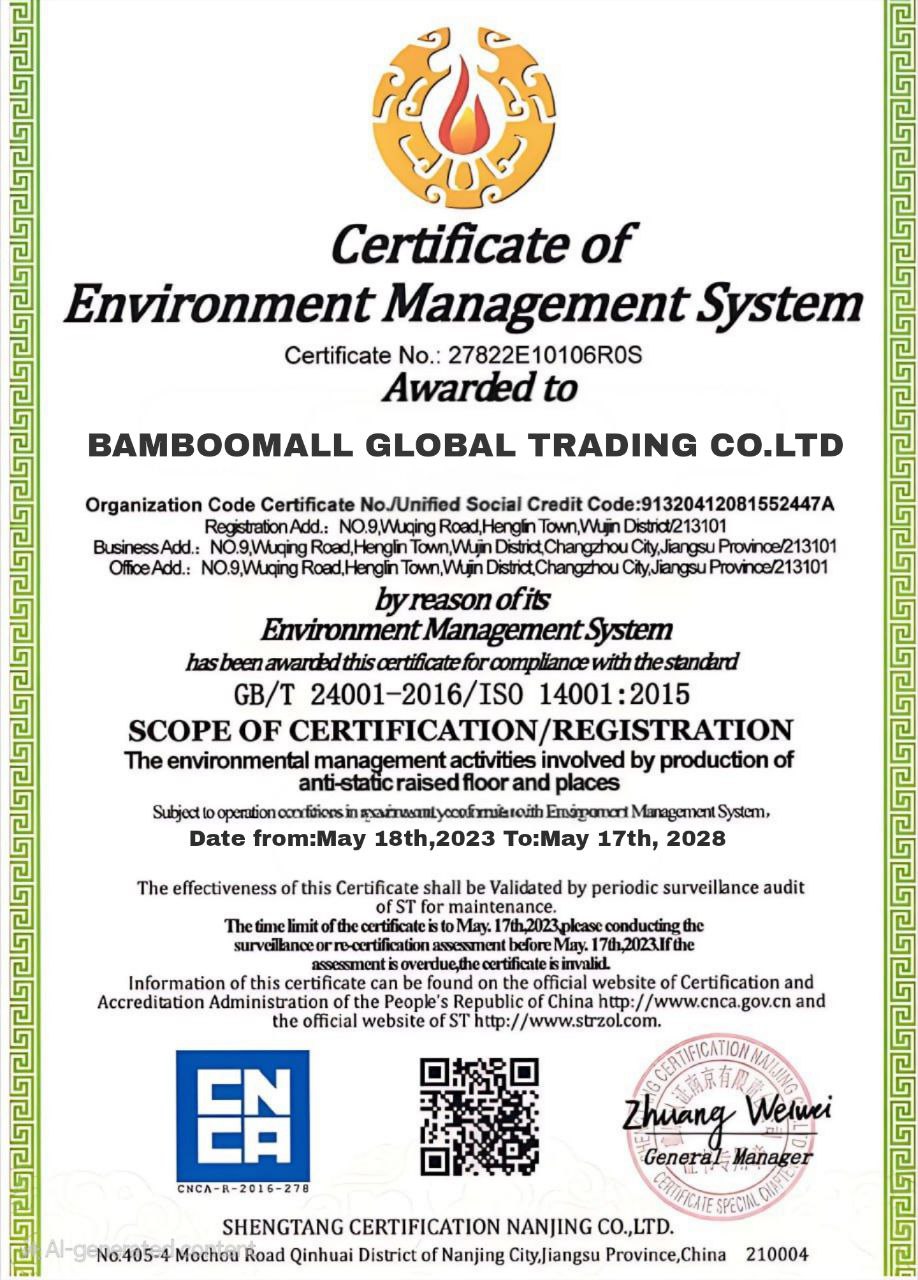 Certificate of
Environment Management System
Certificate No.: 27822E10106R0S
Awarded to
BAMBOOMALL GLOBAL TRADING CO.LTD
Organization Code Certificate No./Unified Social Credit Code:91320412081552447A
Registration Add.: NO.9,Wuqing Road,Henglin Town,Wujin District/213101
Business Add.: NO.9,Wuqing Road,Henglin Town,Wujin District,Changzhou City,Jiangsu Province/213101
Office Add.: NO.9,Wuqing Road,Henglin Town,Wujin District,Changzhou City,Jiangsu Province/213101
by reason of its
Environment Management System
has been awarded this certificate for compliance with the standard
GB/T 24001-2016/ISO 14001:2015
SCOPE OF CERTIFICATION/REGISTRATION
The environmental management activities involved by production of
anti-static raised floor and places
Subject to operation conditions in with Management System,
Date from:May 18th,2023 To:May 17th, 2028
The effectiveness of this Certificate shall be Validated by periodic surveillance audit
of ST for maintenance.
The time limit of the certificate is to May. 17th,2023,please conducting the
surveillance or re-certification assessment before May. 17th,2023.If the
assessment is overdue,the certificate is invalid.
Information of this certificate can be found on the official website of Certification and
Accreditation Administration of the People's Republic of China http://www.cnca.gov.cn and
the official website of ST http://www.strzol.com.
CN
CA
CNCA-R-2016-278
CERTIFICATION NANJING CO.,LTD.
Zhuang Weiwei
General Manager
CERTIFICATE SPECIAL CHAPTER
SHENGTANG CERTIFICATION NANJING CO.,LTD.
AI-generated content
No.405-4 Mochou Road Qinhuai District of Nanjing City,Jiangsu Province,China 210004